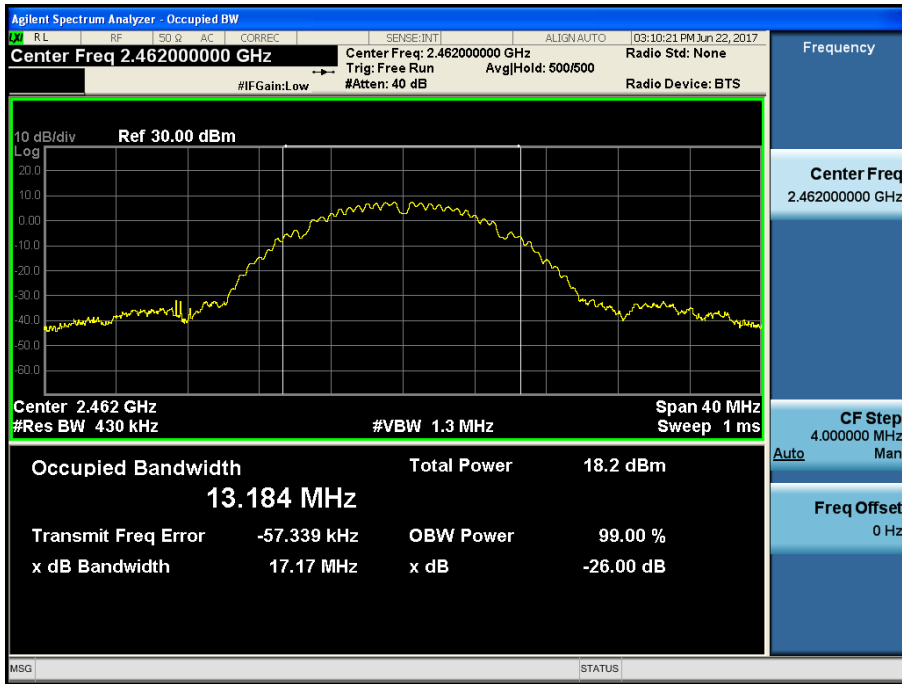 Agilent Spectrum Analyzer - Occupied BW
LXI RL RF 50 Ω AC CORREC SENSE:INT ALIGN AUTO 03:10:21 PM Jun 22, 2017
Center Freq 2.462000000 GHz
Center Freq: 2.462000000 GHz
Radio Std: None
Trig: Free Run Avg|Hold: 500/500
#IFGain:Low
#Atten: 40 dB
Radio Device: BTS
10 dB/div Ref 30.00 dBm
Log
20.0
10.0
0.00
-10.0
-20.0
-30.0
-40.0
-50.0
-60.0
Center 2.462 GHz Span 40 MHz
#Res BW 430 kHz #VBW 1.3 MHz Sweep 1 ms
Occupied Bandwidth Total Power 18.2 dBm
13.184 MHz
Transmit Freq Error -57.339 kHz OBW Power 99.00 %
x dB Bandwidth 17.17 MHz x dB -26.00 dB
MSG STATUS
Frequency
Center Freq
2.462000000 GHz
CF Step
4.000000 MHz
Auto Man
Freq Offset
0 Hz